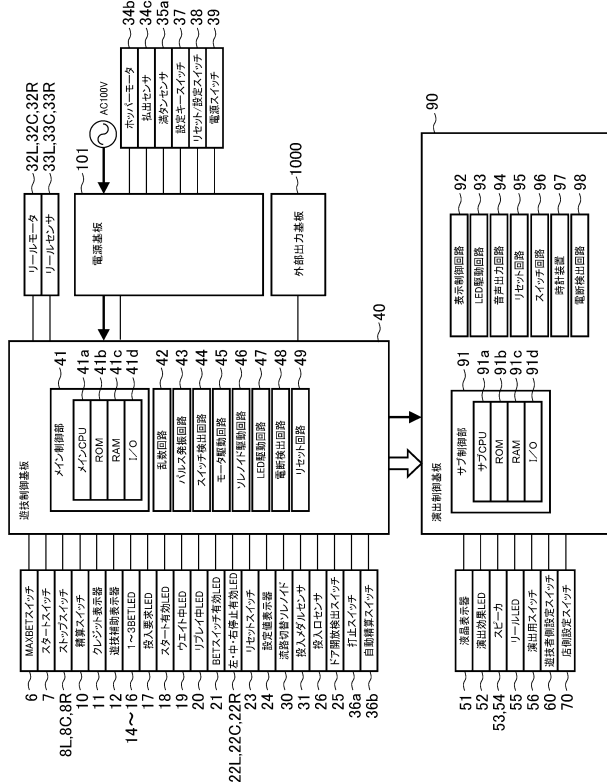 リールモータ 32L,32C,32R
リールセンサ 33L,33C,33R
AC100V
101
電源基板
ホッパーモータ 34b
払出センサ 34c
満タンセンサ 35a
設定キースイッチ 37
リセット/設定スイッチ 38
電源スイッチ 39
外部出力基板 1000
40
遊技制御基板
メイン制御部 41
メインCPU 41a
ROM 41b
RAM 41c
I/O 41d
乱数回路 42
パルス発振回路 43
スイッチ検出回路 44
モータ駆動回路 45
ソレノイド駆動回路 46
LED駆動回路 47
電断検出回路 48
リセット回路 49
6 MAXBETスイッチ
7 スタートスイッチ
8L,8C,8R ストップスイッチ
10 精算スイッチ
11 クレジット表示器
12 遊技補助表示器
14～16 1～3BETLED
17 投入要求LED
18 スタート有効LED
19 ウエイト中LED
20 リプレイ中LED
21 BETスイッチ有効LED
22L,22C,22R 左・中・右停止有効LED
23 リセットスイッチ
24 設定値表示器
30 流路切替ソレノイド
31 投入メダルセンサ
26 投入口センサ
25 ドア開放検出スイッチ
36a 打止スイッチ
36b 自動精算スイッチ
90
演出制御基板
サブ制御部 91
サブCPU 91a
ROM 91b
RAM 91c
I/O 91d
表示制御回路 92
LED駆動回路 93
音声出力回路 94
リセット回路 95
スイッチ回路 96
時計装置 97
電断検出回路 98
51 液晶表示器
52 演出効果LED
53,54 スピーカ
55 リールLED
56 演出用スイッチ
60 遊技者側設定スイッチ
70 店側設定スイッチ